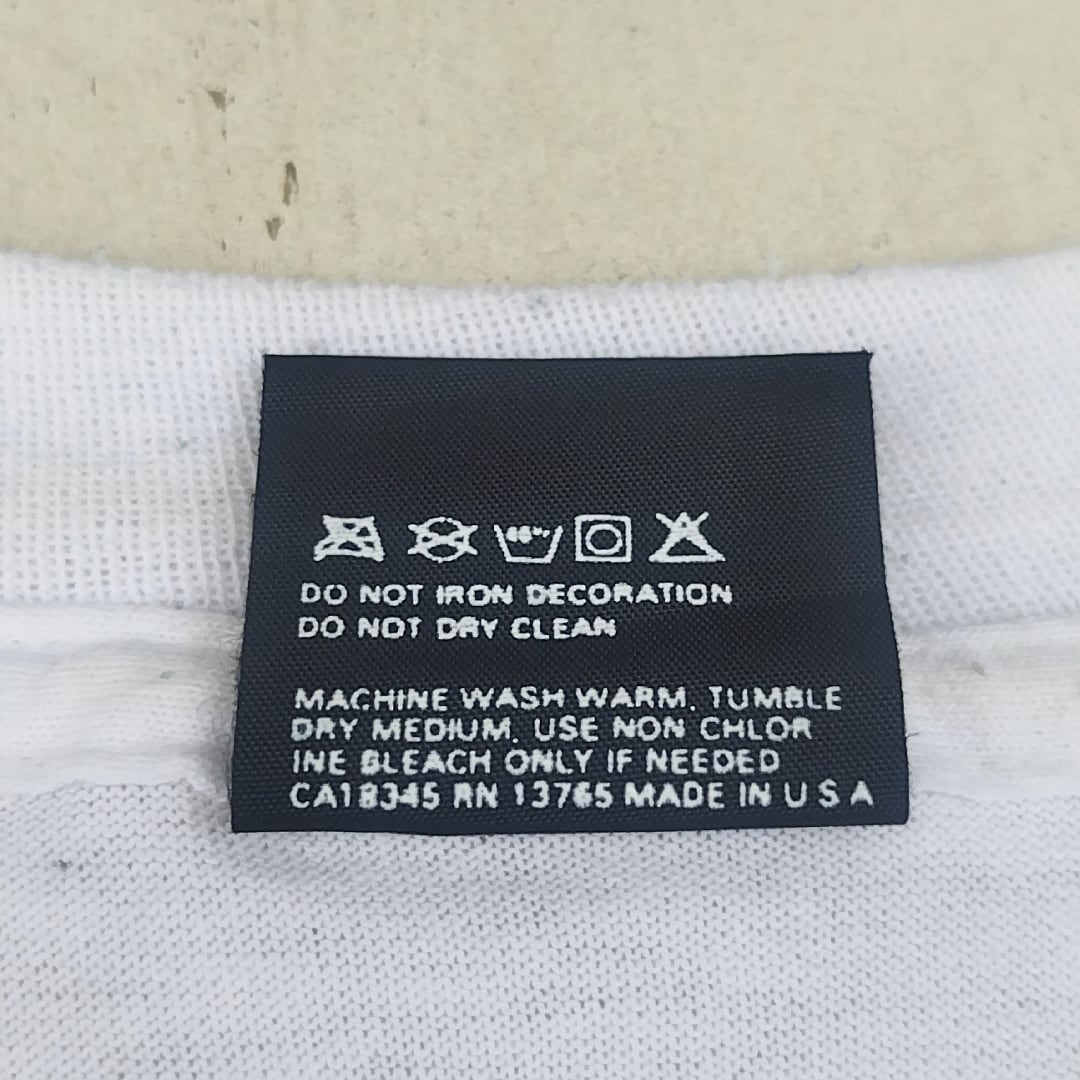 DO NOT IRON DECORATION
DO NOT DRY CLEAN
MACHINE WASH WARM. TUMBLE
DRY MEDIUM. USE NON CHLOR
INE BLEACH ONLY IF NEEDED
CA18345 RN 13765 MADE IN U S A